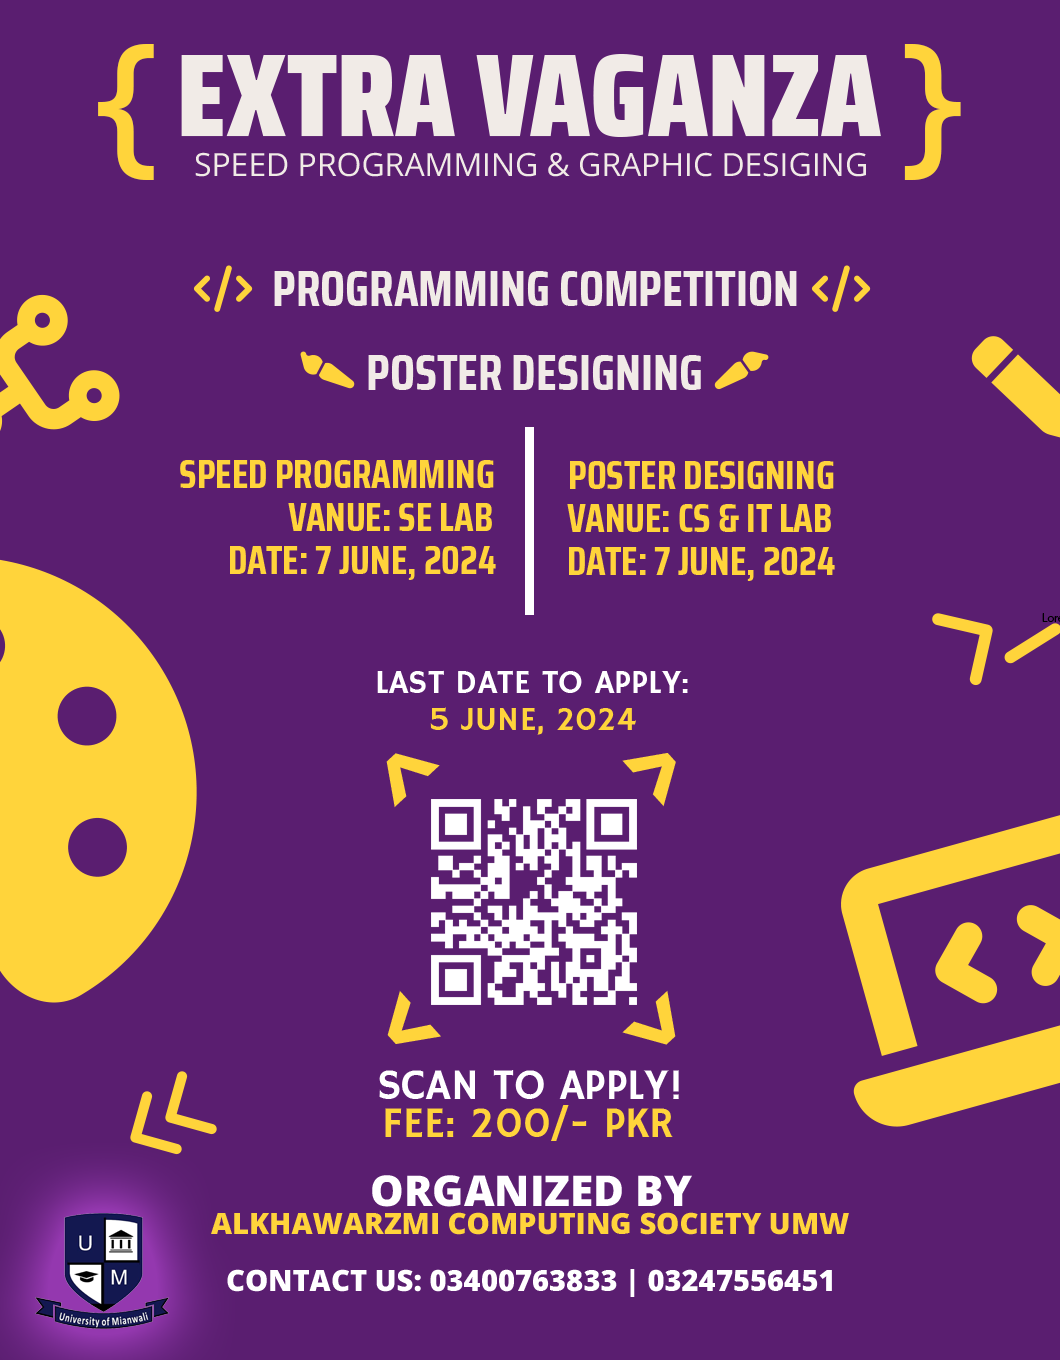 { EXTRA VAGANZA }
SPEED PROGRAMMING & GRAPHIC DESIGING
</> PROGRAMMING COMPETITION </>
POSTER DESIGNING
SPEED PROGRAMMING
VANUE: SE LAB
DATE: 7 JUNE, 2024
POSTER DESIGNING
VANUE: CS & IT LAB
DATE: 7 JUNE, 2024
Lore
LAST DATE TO APPLY:
5 JUNE, 2024
SCAN TO APPLY!
FEE: 200/- PKR
ORGANIZED BY
ALKHAWARZMI COMPUTING SOCIETY UMW
CONTACT US: 03400763833 | 03247556451
U
M
University of Mianwali